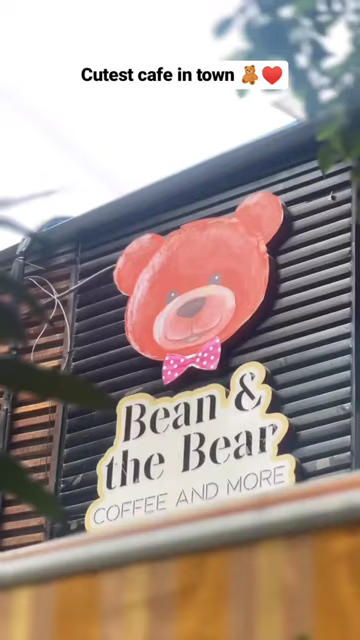 Cutest cafe in town 🧸❤️
Bean &
the Bear
COFFEE AND MORE